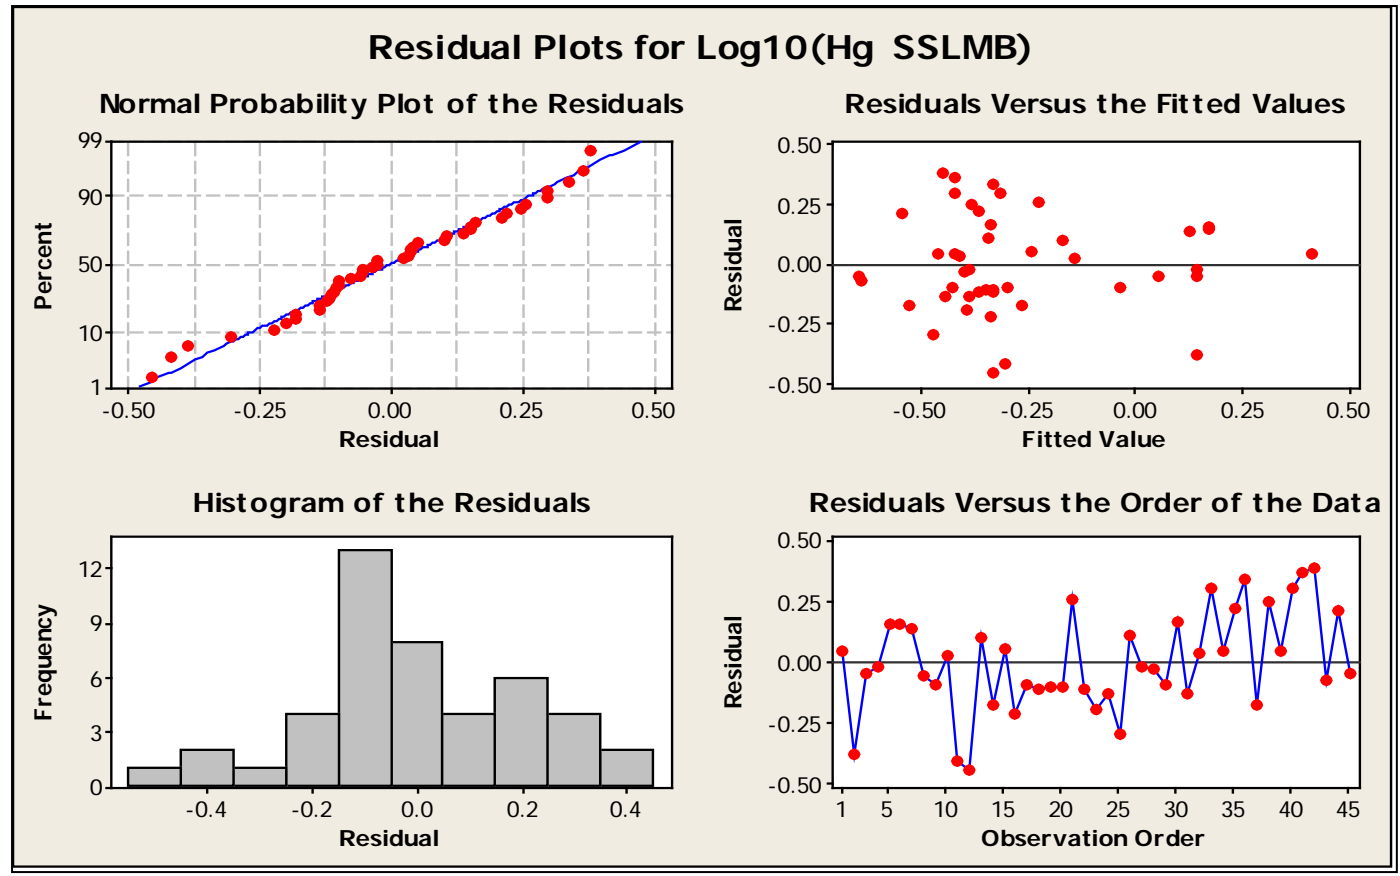 Residual Plots for Log10(Hg SSLMB)
Normal Probability Plot of the Residuals
99
90
50
10
1
Percent
-0.50 -0.25 0.00 0.25 0.50
Residual
Residuals Versus the Fitted Values
0.50
0.25
0.00
-0.25
-0.50
Residual
-0.50 -0.25 0.00 0.25 0.50
Fitted Value
Histogram of the Residuals
12
9
6
3
0
Frequency
-0.4 -0.2 0.0 0.2 0.4
Residual
Residuals Versus the Order of the Data
0.50
0.25
0.00
-0.25
-0.50
Residual
1 5 10 15 20 25 30 35 40 45
Observation Order